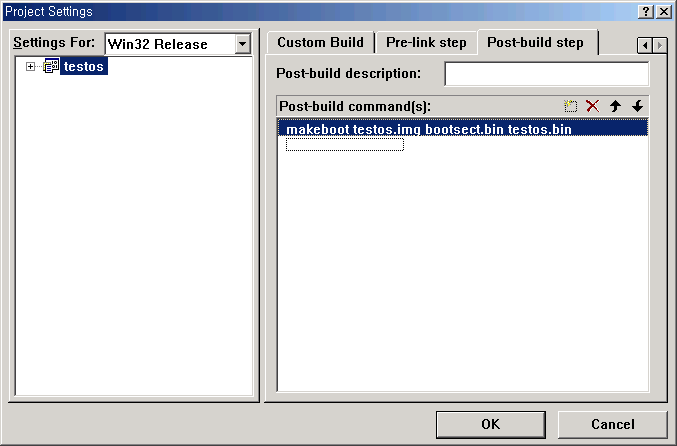 Project Settings
Settings For: Win32 Release
testos
Custom Build Pre-link step Post-build step
Post-build description:
Post-build command(s):
makeboot testos.img bootsect.bin testos.bin
OK Cancel